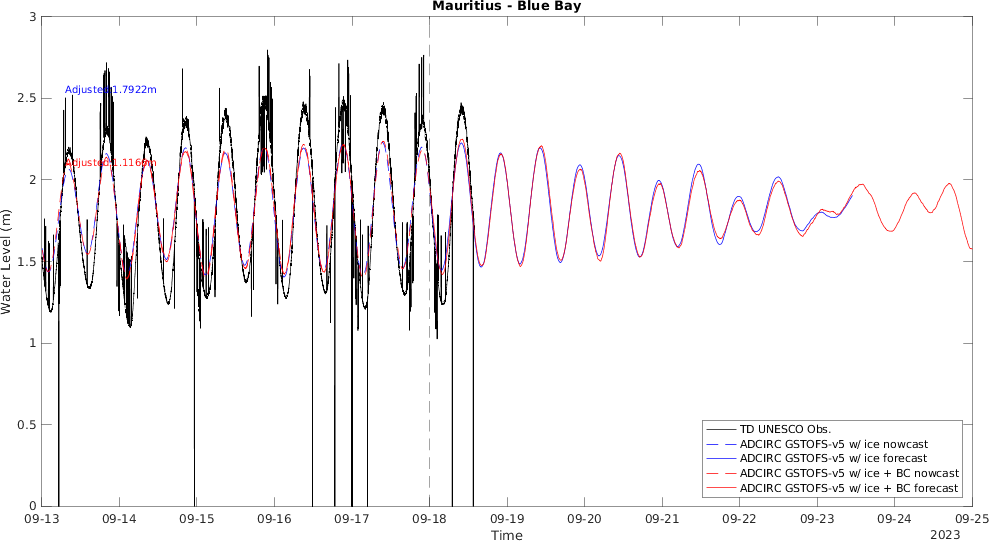 Mauritius - Blue Bay
3
2.5
2
1.5
1
0.5
0
Water Level (m)
Adjusted 1.7922m
09-13
09-14
09-15
09-16
09-17
09-18
09-19
09-20
09-21
09-22
09-23
09-24
09-25
Time
2023
TD UNESCO Obs.
ADCIRC GSTOFS-v5 w/ ice nowcast
ADCIRC GSTOFS-v5 w/ ice forecast
ADCIRC GSTOFS-v5 w/ ice + BC nowcast
ADCIRC GSTOFS-v5 w/ ice + BC forecast